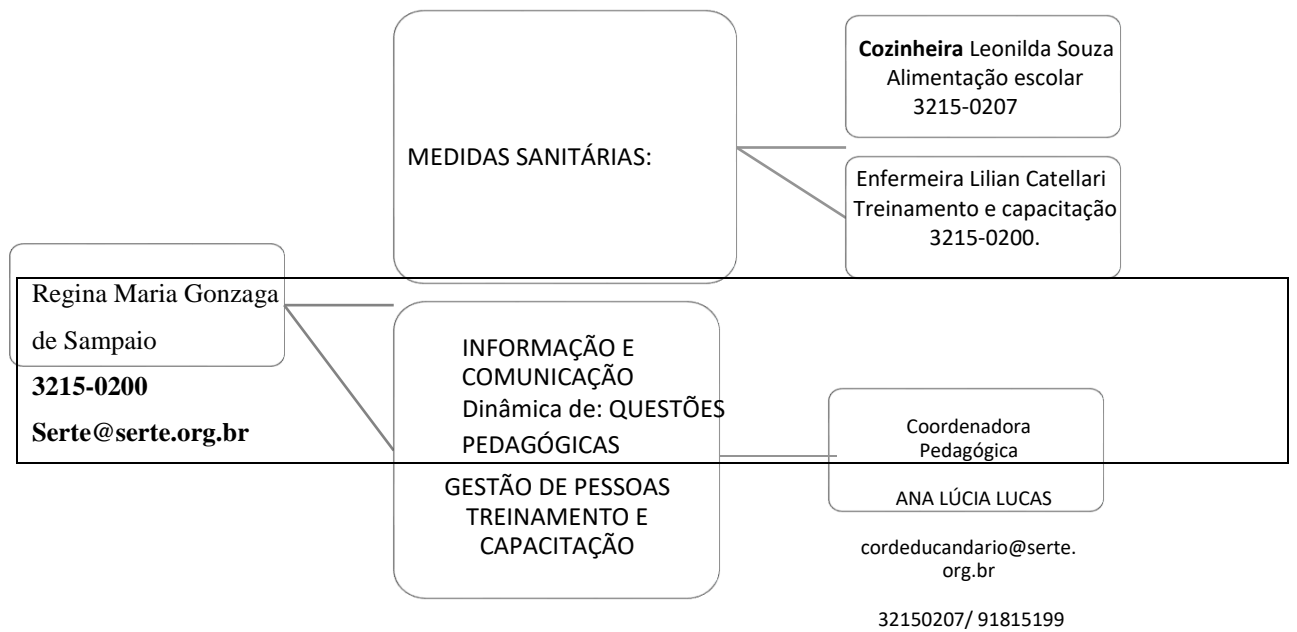 Cozinheira Leonilda Souza
Alimentação escolar
3215-0207
MEDIDAS SANITÁRIAS:
Enfermeira Lilian Catellari
Treinamento e capacitação
3215-0200.
Regina Maria Gonzaga
de Sampaio
3215-0200
Serte@serte.org.br
INFORMAÇÃO E
COMUNICAÇÃO
Dinâmica de: QUESTÕES
PEDAGÓGICAS
GESTÃO DE PESSOAS
TREINAMENTO E
CAPACITAÇÃO
Coordenadora
Pedagógica
ANA LÚCIA LUCAS
cordeducandario@serte.
org.br
32150207/ 91815199